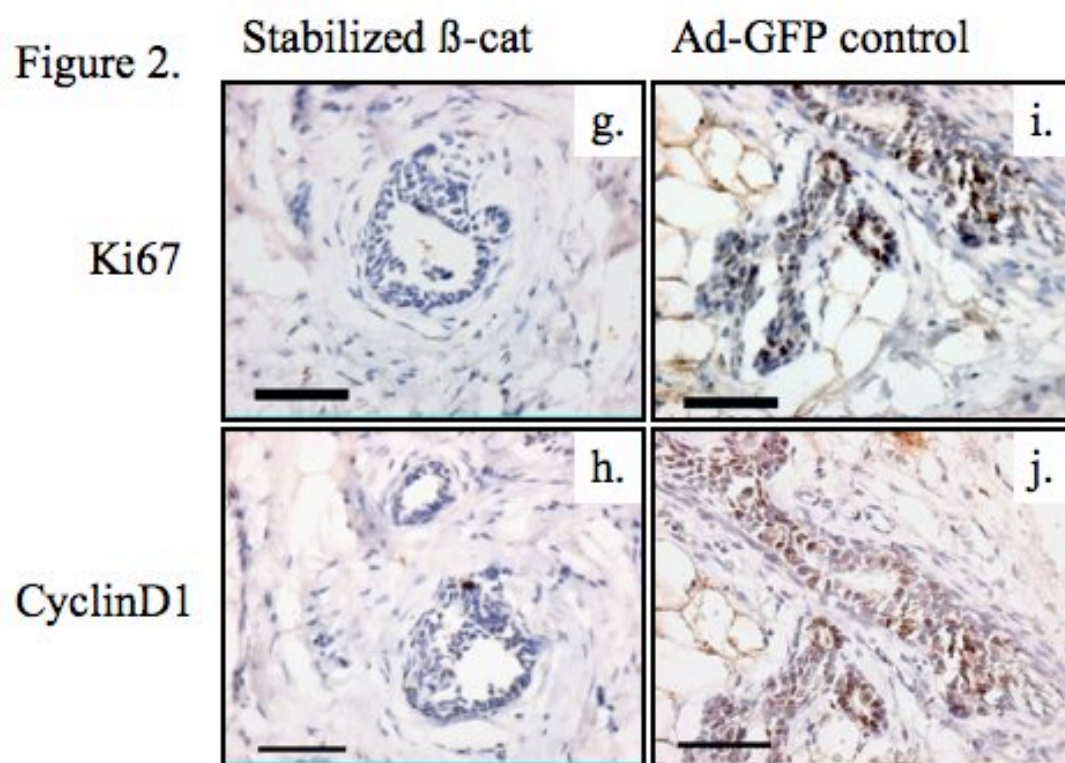 Figure 2.
Stabilized ß-cat
Ad-GFP control
Ki67
g.
i.
CyclinD1
h.
j.